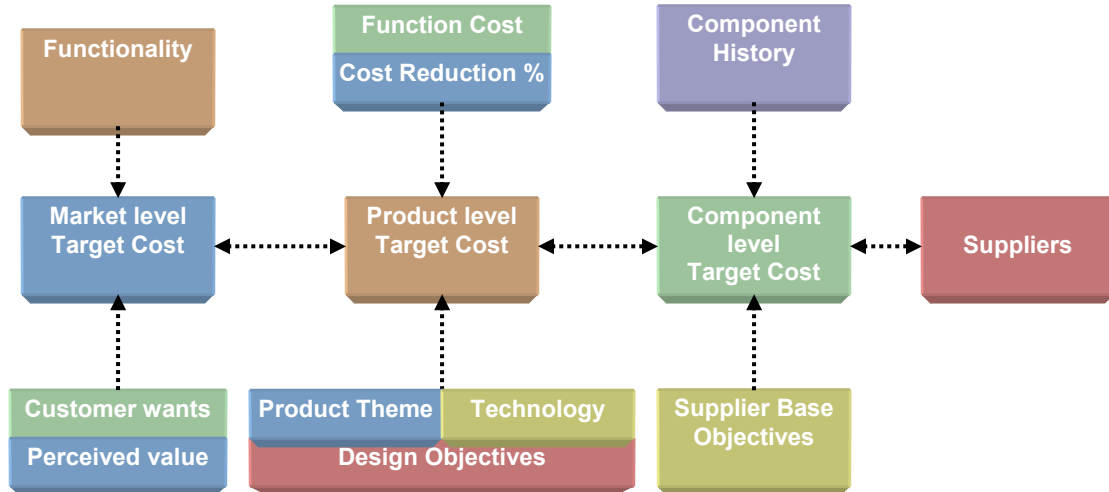 Functionality
Function Cost
Cost Reduction %
Component
History
Market level
Target Cost
Product level
Target Cost
Component
level
Target Cost
Suppliers
Customer wants
Perceived value
Product Theme
Technology
Design Objectives
Supplier Base
Objectives